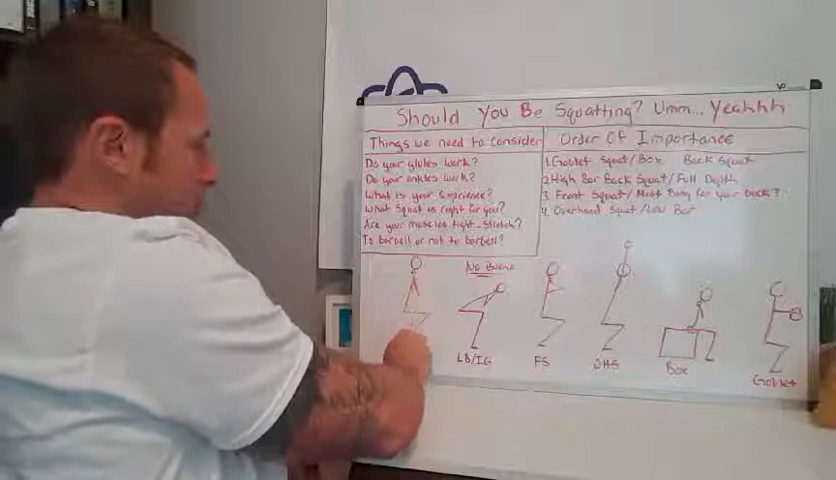 Should You Be Squatting? Umm... Yeahhh
Things we need to consider
Do your glutes work?
Do your ankles work?
What is your experience?
What squat is right for you?
Are your muscles tight - stretch?
To barbell or not to barbell?
Order Of Importance
1. Goblet Squat/Box Back Squat
2. High Bar Back Squat/Full Depth
3. Front Squat/Most Bang for your buck?
4. Overhead Squat/Low Bar
No Bueno
LB/IG
FS
OHS
Box
Goblet